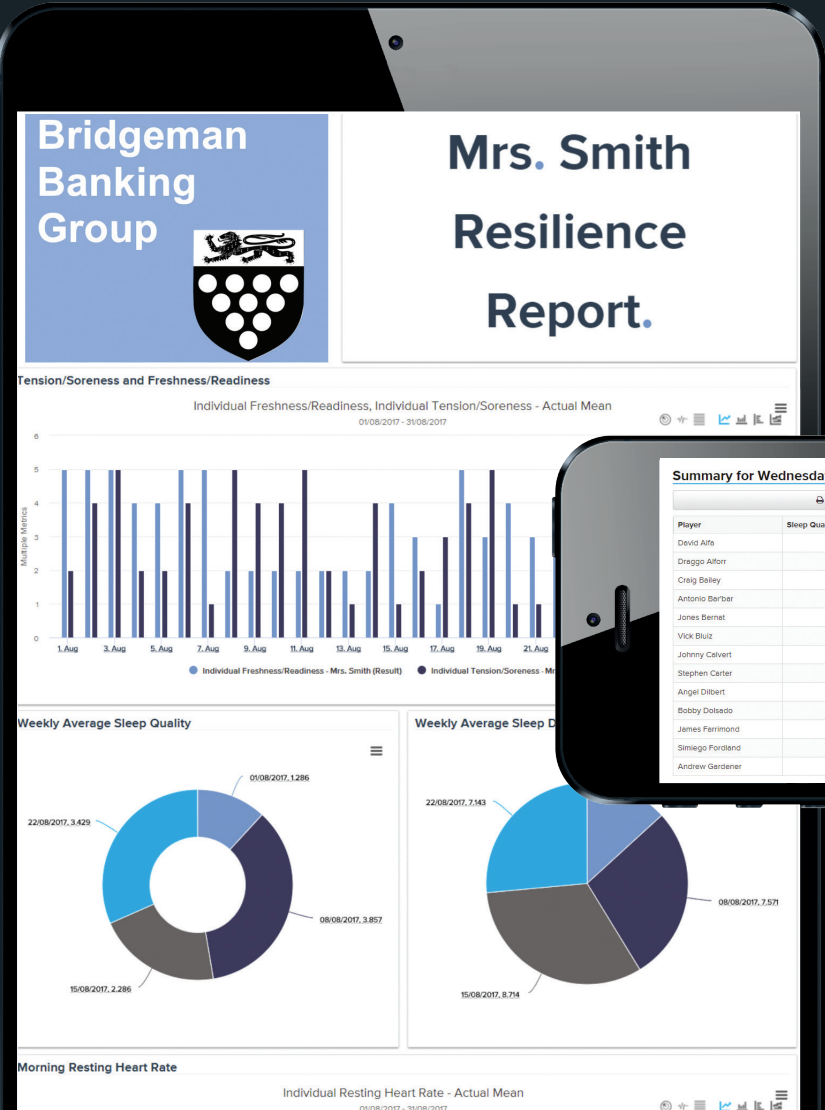 Bridgeman
Banking
Group
Mrs. Smith
Resilience
Report.
Tension/Soreness and Freshness/Readiness
Individual Freshness/Readiness, Individual Tension/Soreness - Actual Mean
01/08/2017 - 31/08/2017
Multiple Metrics
6
5
4
3
2
1
0
1. Aug
3. Aug
5. Aug
7. Aug
9. Aug
11. Aug
13. Aug
15. Aug
17. Aug
19. Aug
21. Aug
Individual Freshness/Readiness - Mrs. Smith (Result)
Individual Tension/Soreness - Mr
Summary for Wednesda
Player Sleep Qua
David Alfa
Draggo Alforr
Craig Bailey
Antonio Bar'bar
Jones Bernat
Vick Bluiz
Johnny Calvert
Stephen Carter
Angel Dilbert
Bobby Dolsado
James Farrimond
Simiego Fordland
Andrew Gardener
Weekly Average Sleep Quality
01/08/2017, 1.286
22/08/2017, 3.429
08/08/2017, 3.857
15/08/2017, 2.286
Weekly Average Sleep D
22/08/2017, 7.143
08/08/2017, 7.571
15/08/2017, 8.714
Morning Resting Heart Rate
Individual Resting Heart Rate - Actual Mean
01/08/2017 - 31/08/2017